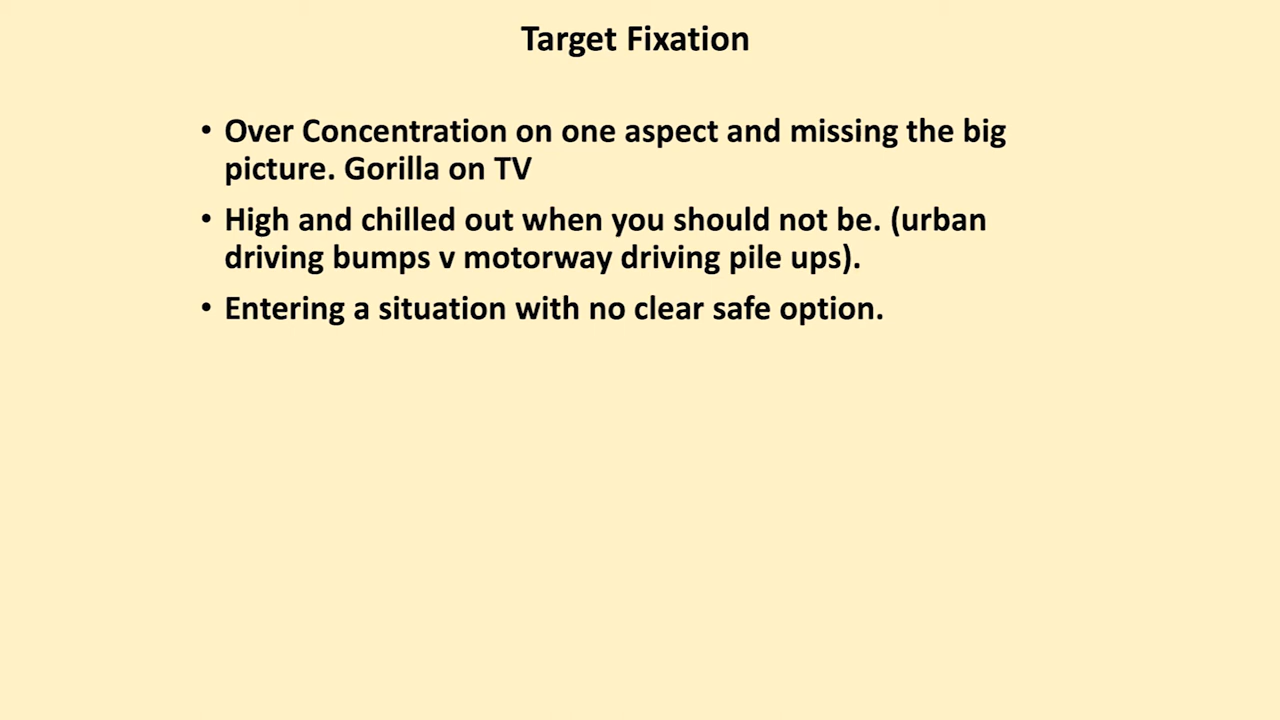 Target Fixation
• Over Concentration on one aspect and missing the big
picture. Gorilla on TV
• High and chilled out when you should not be. (urban
driving bumps v motorway driving pile ups).
• Entering a situation with no clear safe option.